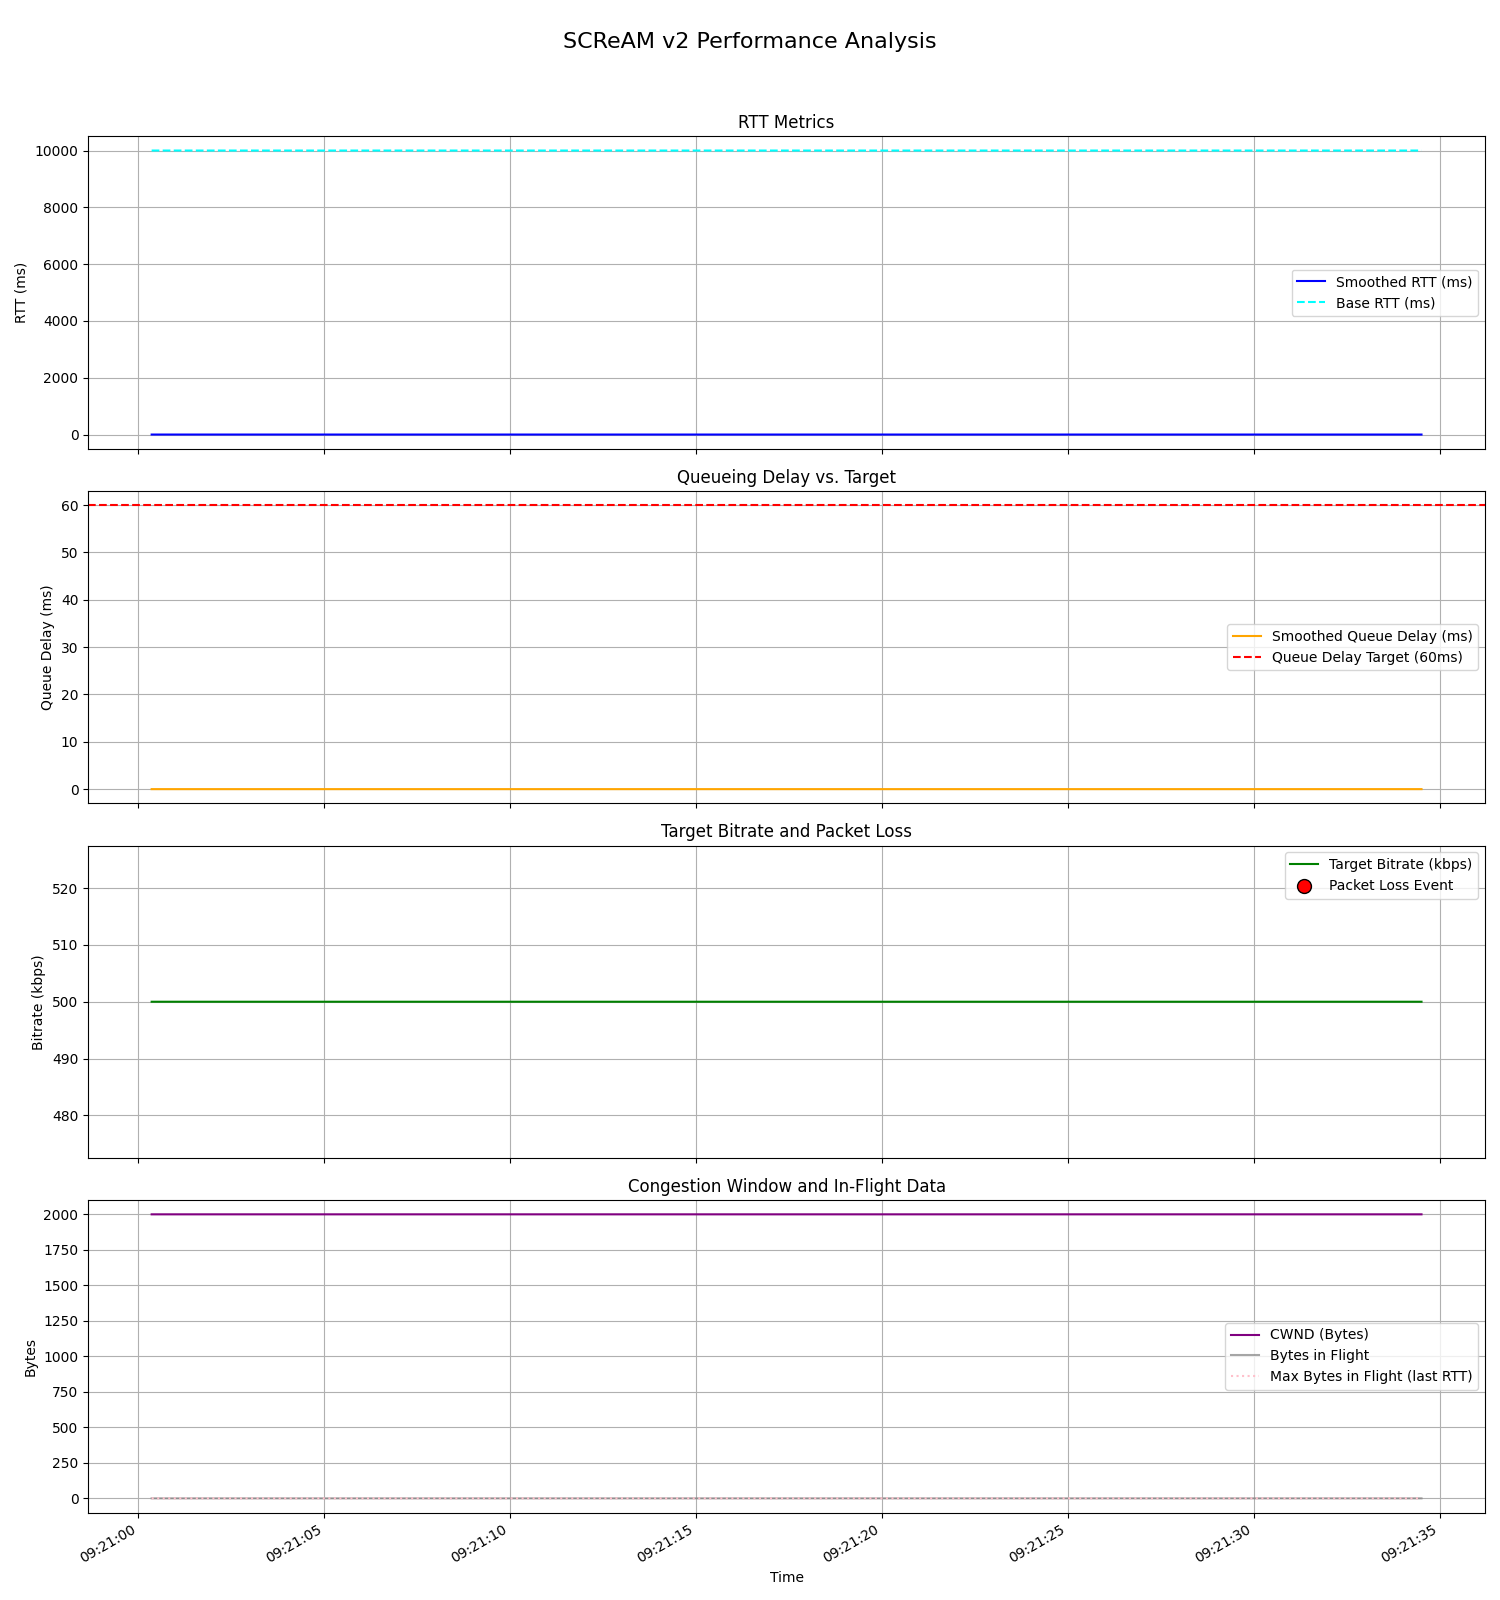 SCReAM v2 Performance Analysis
RTT Metrics
RTT (ms)
10000
8000
6000
4000
2000
0
Smoothed RTT (ms)
Base RTT (ms)
Queueing Delay vs. Target
Queue Delay (ms)
60
50
40
30
20
10
0
Smoothed Queue Delay (ms)
Queue Delay Target (60ms)
Target Bitrate and Packet Loss
Bitrate (kbps)
520
510
500
490
480
Target Bitrate (kbps)
Packet Loss Event
Congestion Window and In-Flight Data
Bytes
2000
1750
1500
1250
1000
750
500
250
0
CWND (Bytes)
Bytes in Flight
Max Bytes in Flight (last RTT)
09:21:00
09:21:05
09:21:10
09:21:15
09:21:20
09:21:25
09:21:30
09:21:35
Time